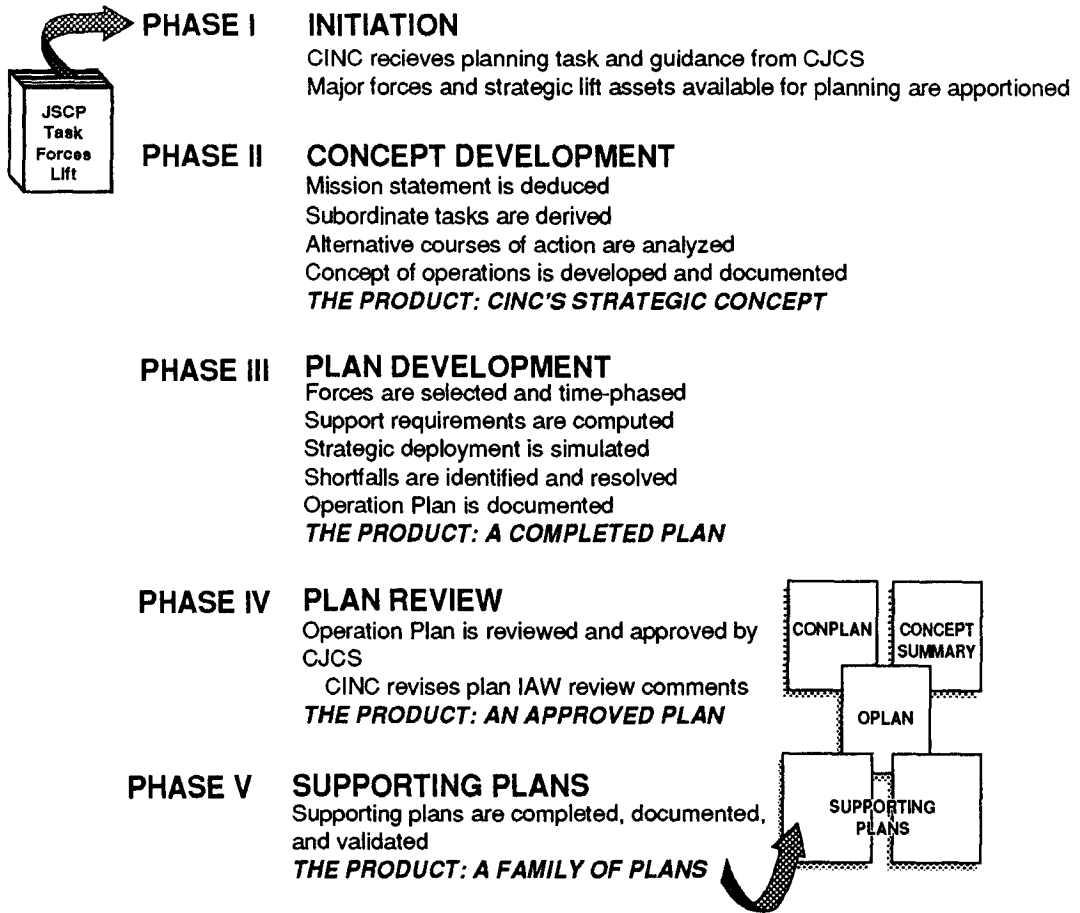 PHASE I INITIATION
CINC recieves planning task and guidance from CJCS
Major forces and strategic lift assets available for planning are apportioned
JSCP
Task
Forces
Lift
PHASE II CONCEPT DEVELOPMENT
Mission statement is deduced
Subordinate tasks are derived
Alternative courses of action are analyzed
Concept of operations is developed and documented
THE PRODUCT: CINC'S STRATEGIC CONCEPT
PHASE III PLAN DEVELOPMENT
Forces are selected and time-phased
Support requirements are computed
Strategic deployment is simulated
Shortfalls are identified and resolved
Operation Plan is documented
THE PRODUCT: A COMPLETED PLAN
PHASE IV PLAN REVIEW
Operation Plan is reviewed and approved by
CJCS
CINC revises plan IAW review comments
THE PRODUCT: AN APPROVED PLAN
CONPLAN
CONCEPT
SUMMARY
OPLAN
PHASE V SUPPORTING PLANS
Supporting plans are completed, documented,
and validated
THE PRODUCT: A FAMILY OF PLANS
SUPPORTING
PLANS